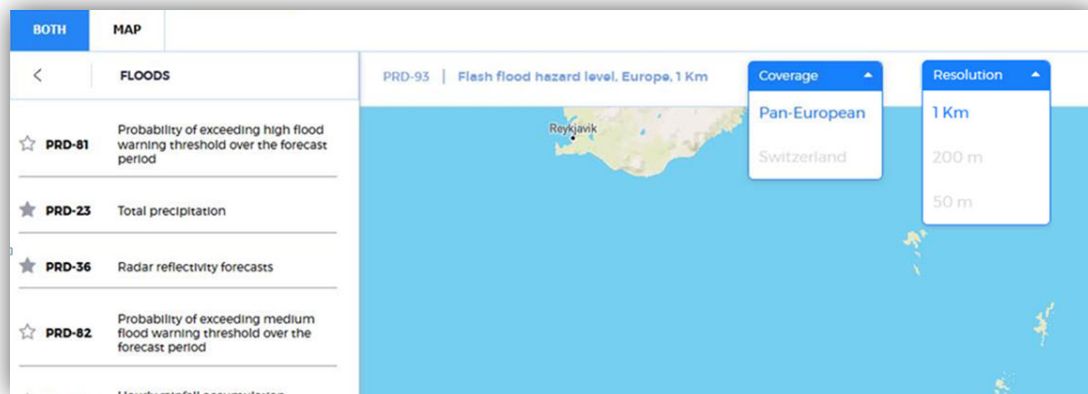 BOTH MAP
FLOODS
PRD-93 | Flash flood hazard level, Europe, 1 Km
Coverage
Pan-European
Switzerland
Resolution
1 Km
200 m
50 m
Reykjavik
PRD-81
Probability of exceeding high flood
warning threshold over the forecast
period
PRD-23 Total precipitation
PRD-36 Radar reflectivity forecasts
PRD-82
Probability of exceeding medium
flood warning threshold over the
forecast period